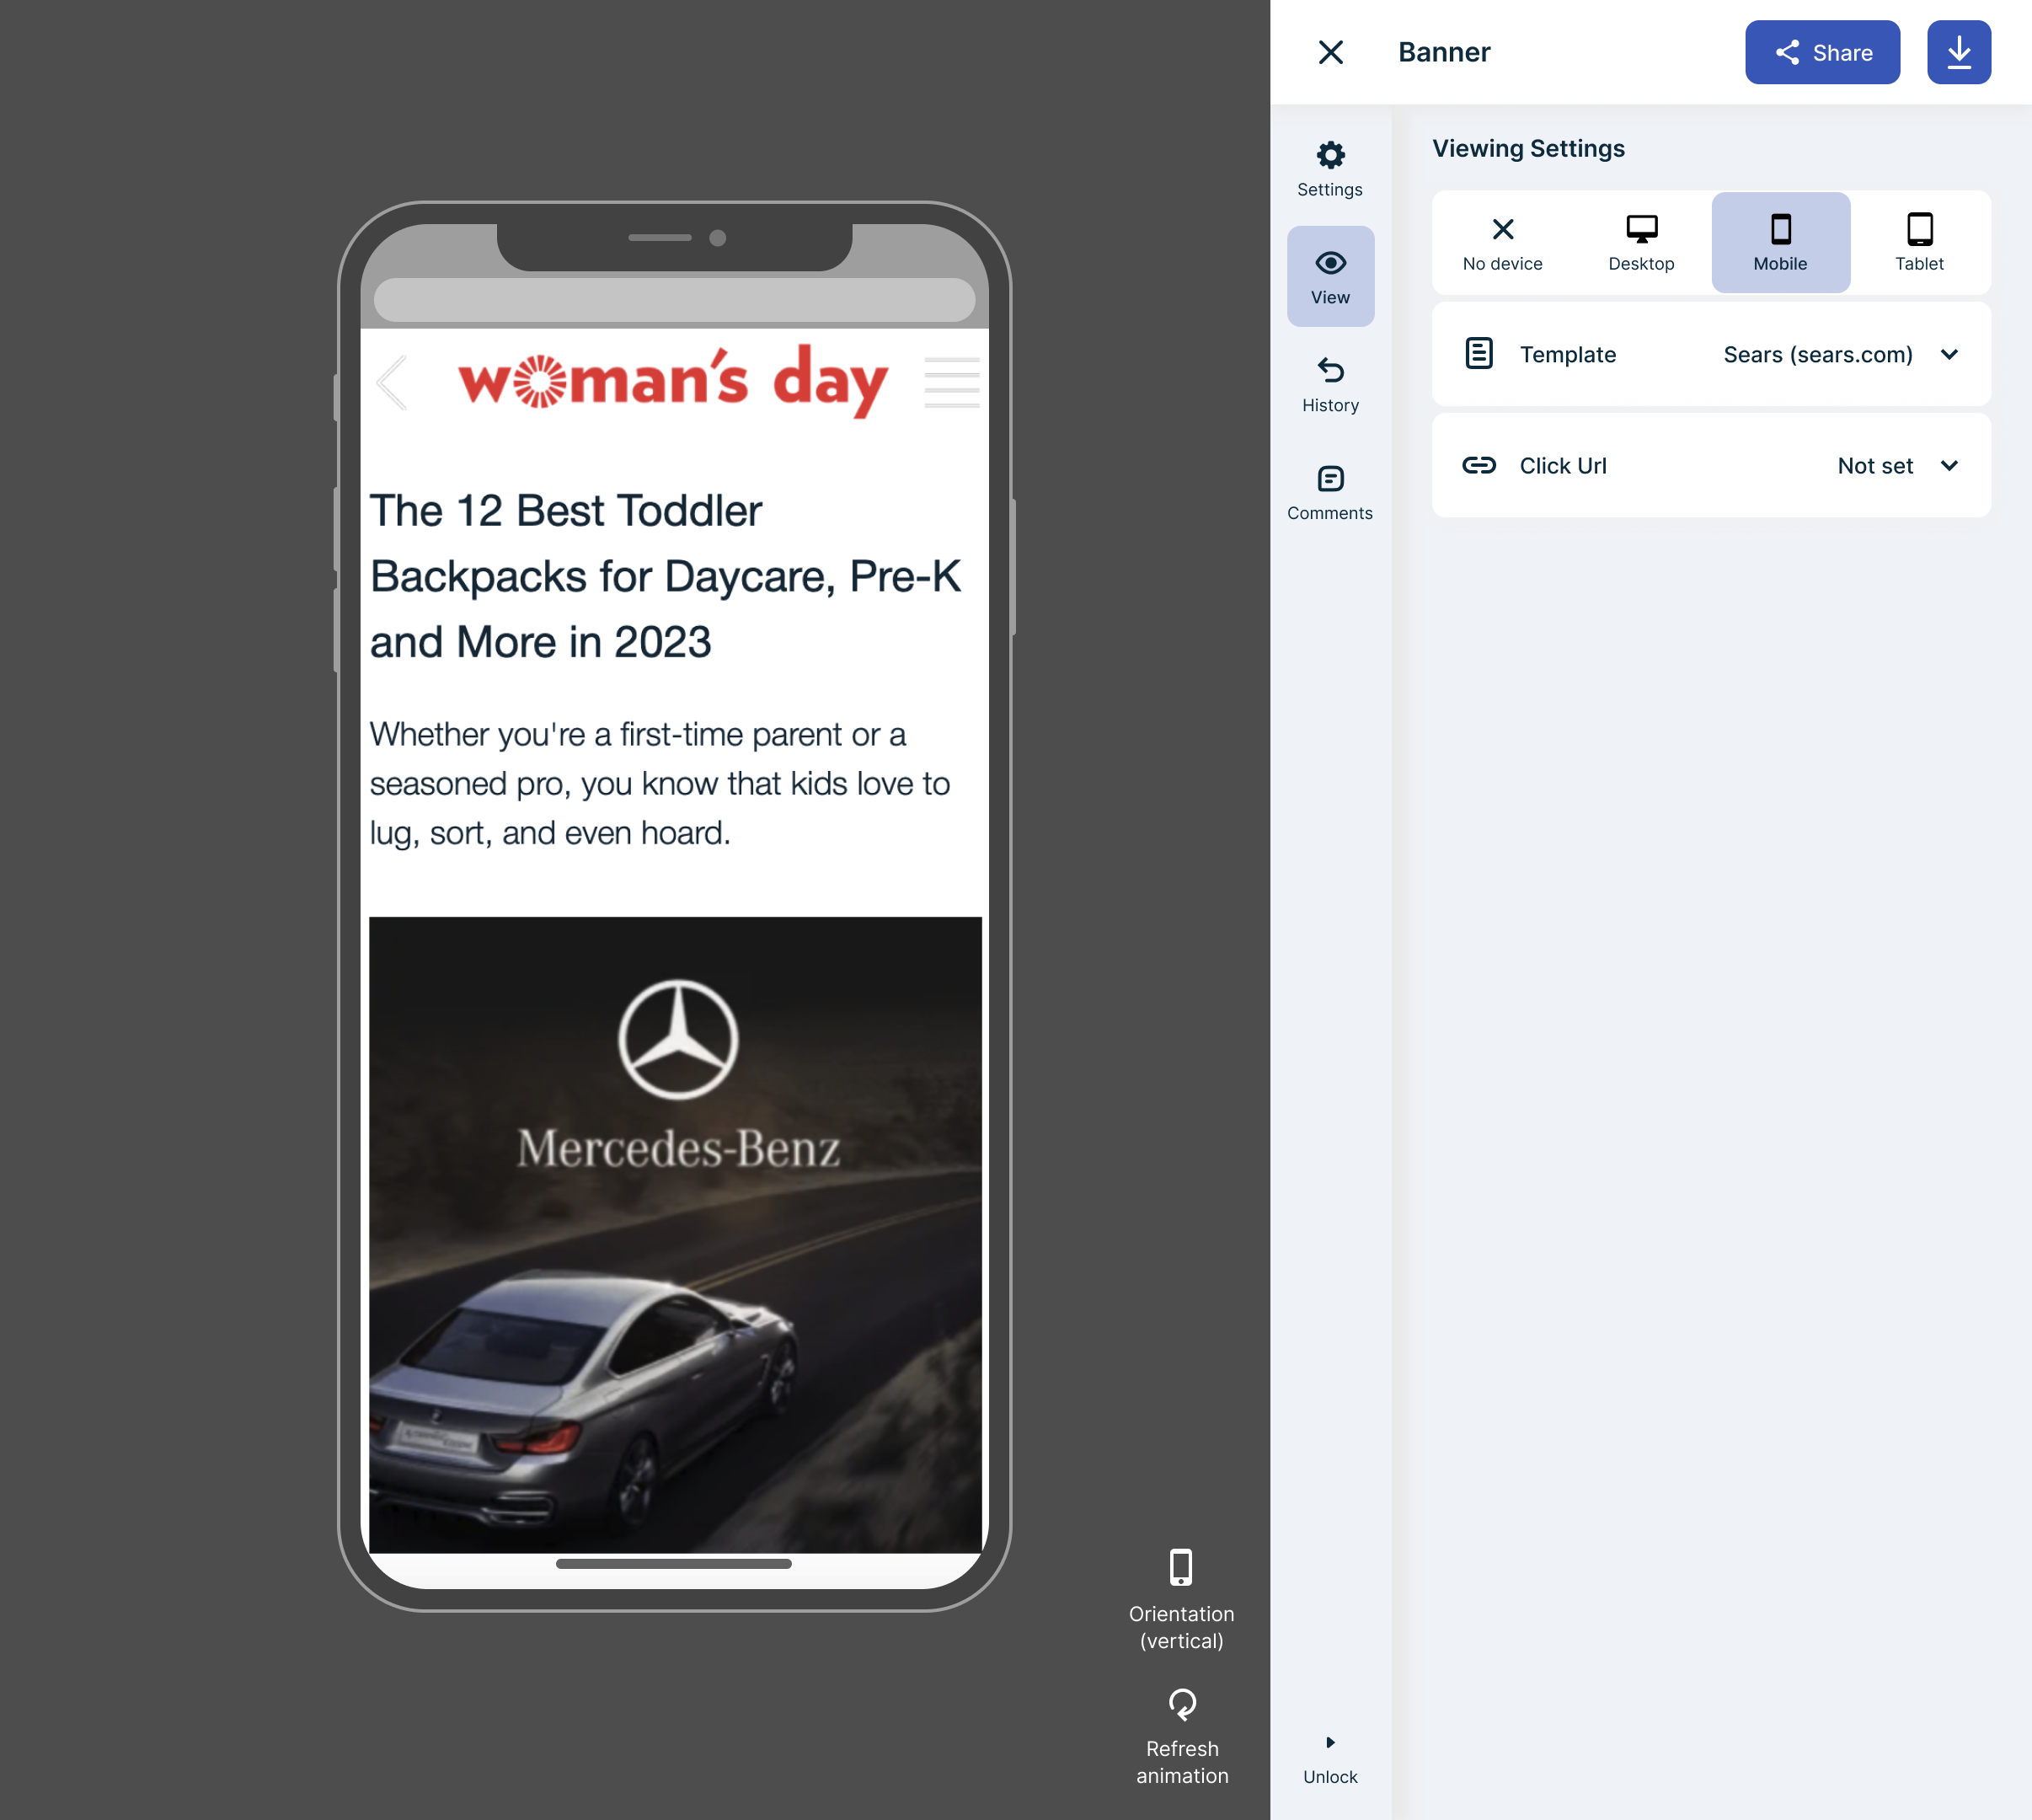 woman's day
The 12 Best Toddler
Backpacks for Daycare, Pre-K
and More in 2023
Whether you're a first-time parent or a
seasoned pro, you know that kids love to
lug, sort, and even hoard.
Mercedes-Benz
Orientation
(vertical)
Refresh
animation
Banner
Share
Settings
View
History
Comments
Unlock
Viewing Settings
No device
Desktop
Mobile
Tablet
Template
Sears (sears.com)
Click Url
Not set